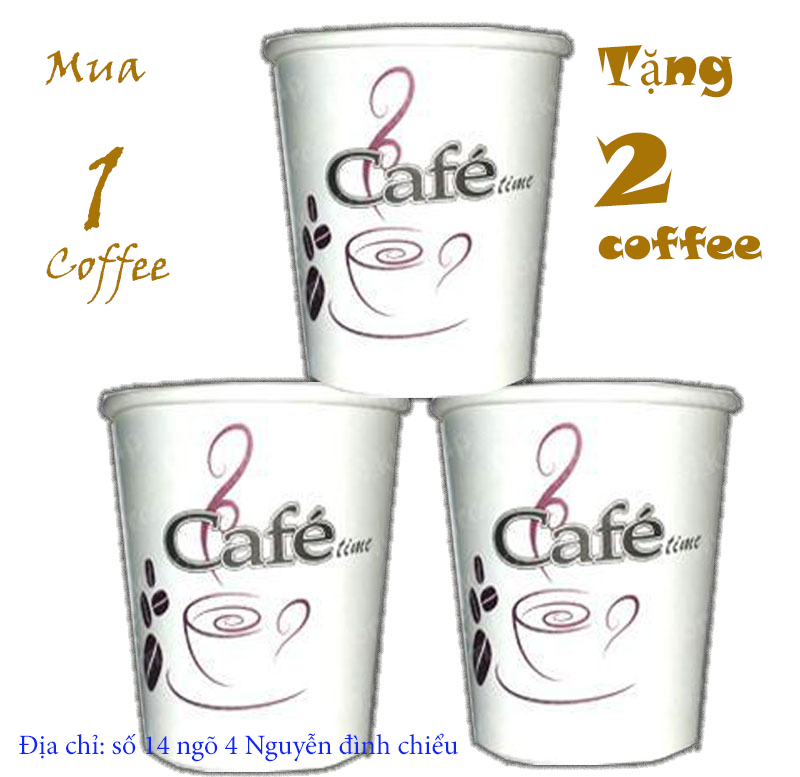 Mua
1
Coffee
Tặng
2
coffee
Café time
Café time
Café time
Địa chỉ: số 14 ngõ 4 Nguyễn đình chiểu